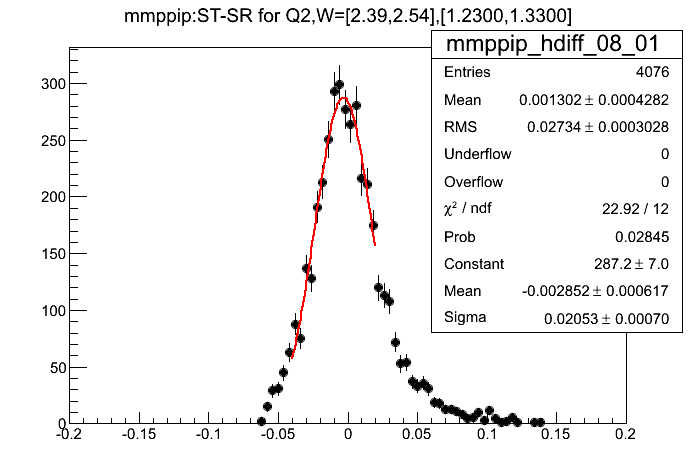 mmppip:ST-SR for Q2,W=[2.39,2.54],[1.2300,1.3300]
mmppip_hdiff_08_01
Entries 4076
Mean 0.001302 ± 0.0004282
RMS 0.02734 ± 0.0003028
Underflow 0
Overflow 0
χ² / ndf 22.92 / 12
Prob 0.02845
Constant 287.2 ± 7.0
Mean -0.002852 ± 0.000617
Sigma 0.02053 ± 0.00070
300
250
200
150
100
50
0
-0.2 -0.15 -0.1 -0.05 0 0.05 0.1 0.15 0.2